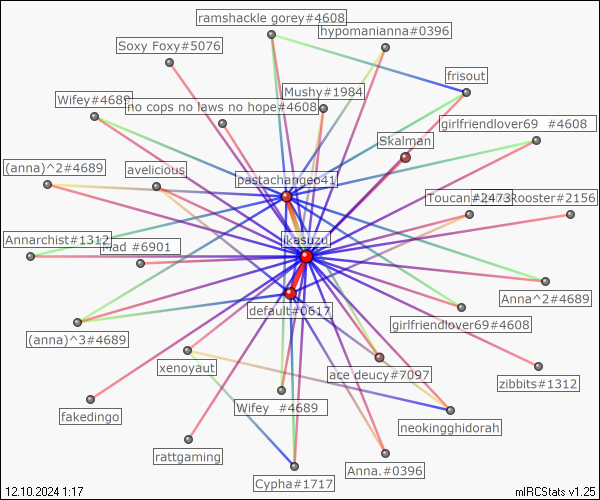 ramshackle gorey#4608
hypomanianna#0396
Soxy Foxy#5076
frisout
Mushy#1984
Wifey#4689
no cops no laws no hope#4608
girlfriendlover69 #4608
Skalman
(anna)^2#4689
avelicious
pastachangeo41
Toucan#2473
Rooster#2156
ikasuzu
Annarchist#1312
Mad #6901
Anna^2#4689
default#0617
girlfriendlover69#4608
(anna)^3#4689
xenoyaut
ace deucy#7097
zibbits#1312
fakedingo
Wifey #4689
neokingghidorah
rattgaming
Cypha#1717
Anna.#0396
12.10.2024 1:17
mIRCStats v1.25